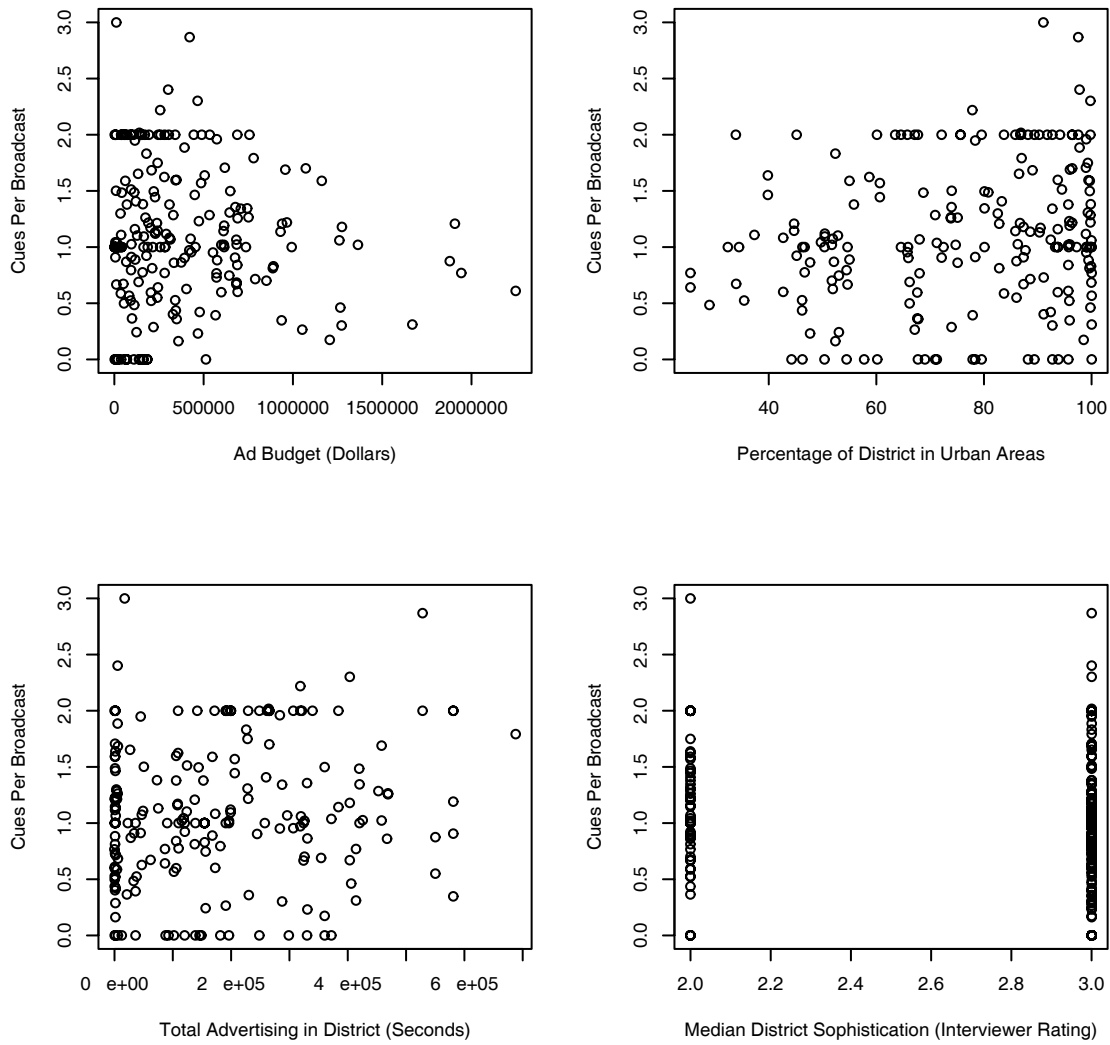 3.0
2.5
2.0
1.5
1.0
0.5
0.0
Cues Per Broadcast
0 500000 1000000 1500000 2000000
Ad Budget (Dollars)
3.0
2.5
2.0
1.5
1.0
0.5
0.0
Cues Per Broadcast
40 60 80 100
Percentage of District in Urban Areas
3.0
2.5
2.0
1.5
1.0
0.5
0.0
Cues Per Broadcast
0 e+00 2 e+05 4 e+05 6 e+05
Total Advertising in District (Seconds)
3.0
2.5
2.0
1.5
1.0
0.5
0.0
Cues Per Broadcast
2.0 2.2 2.4 2.6 2.8 3.0
Median District Sophistication (Interviewer Rating)